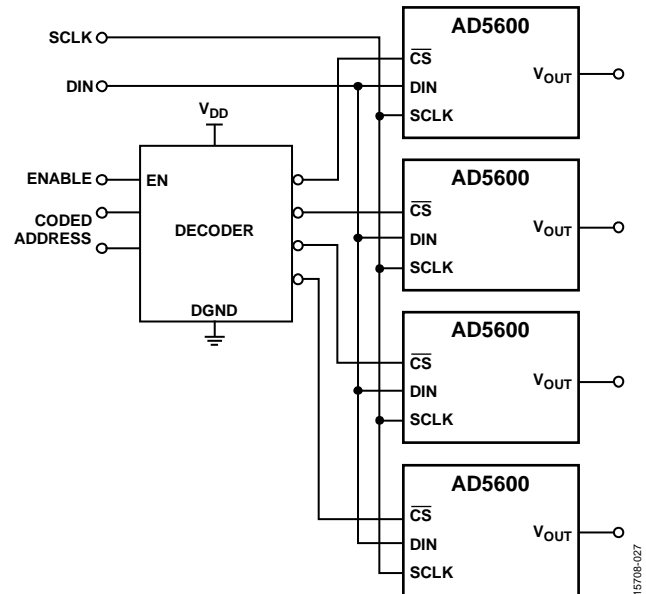 SCLK
DIN
VDD
ENABLE
EN
CODED
ADDRESS
DECODER
DGND
AD5600
CS
DIN
SCLK
VOUT
AD5600
CS
DIN
SCLK
VOUT
AD5600
CS
DIN
SCLK
VOUT
AD5600
CS
DIN
SCLK
VOUT
15708-027